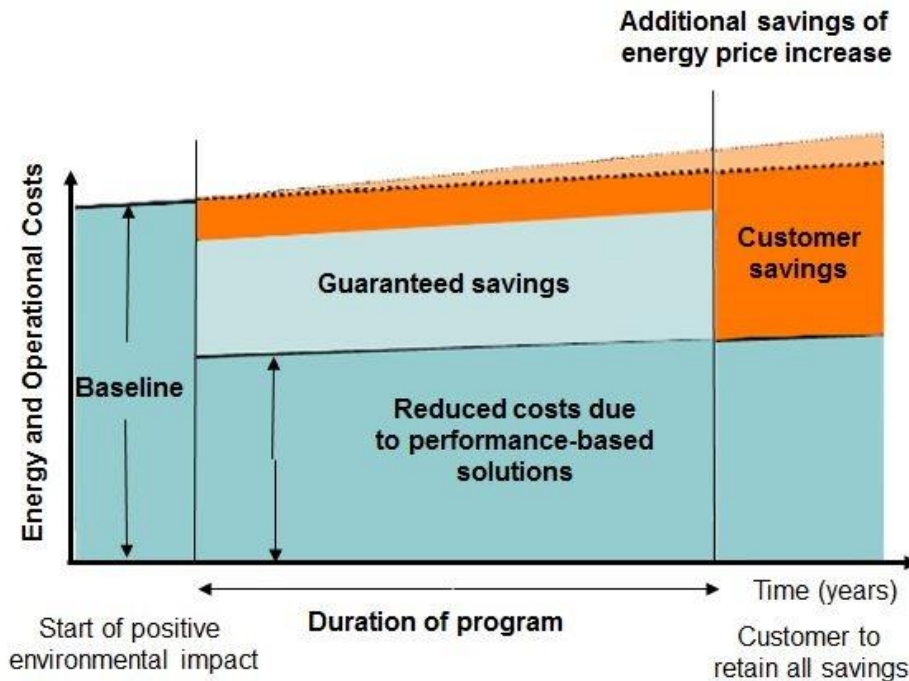 Additional savings of
energy price increase
Energy and Operational Costs
Customer
savings
Guaranteed savings
Baseline
Reduced costs due
to performance-based
solutions
Time (years)
Start of positive
environmental impact
Duration of program
Customer to
retain all savings